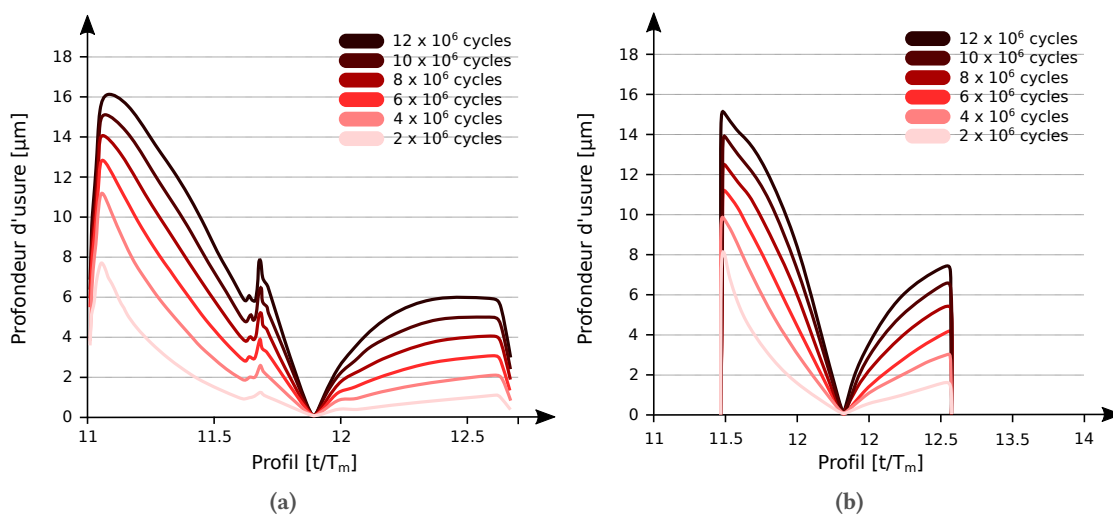 12 x 10⁶ cycles
10 x 10⁶ cycles
8 x 10⁶ cycles
6 x 10⁶ cycles
4 x 10⁶ cycles
2 x 10⁶ cycles
Profondeur d'usure [µm]
18
16
14
12
10
8
6
4
2
0
11 11.5 12 12.5
Profil [t/Tₘ]
(a)
12 x 10⁶ cycles
10 x 10⁶ cycles
8 x 10⁶ cycles
6 x 10⁶ cycles
4 x 10⁶ cycles
2 x 10⁶ cycles
Profondeur d'usure [µm]
18
16
14
12
10
8
6
4
2
0
11 11.5 12 12 12.5 13.5 14
Profil [t/Tₘ]
(b)